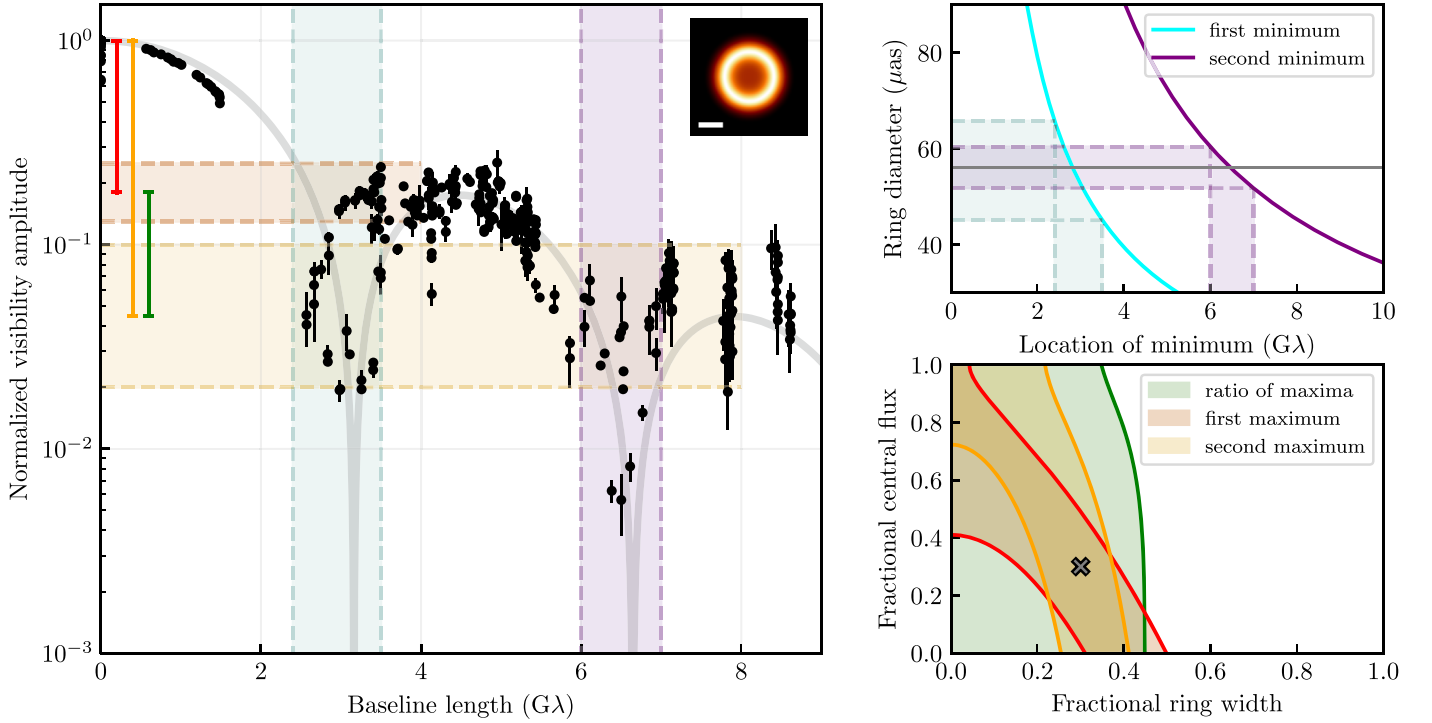 10⁰
10⁻¹
10⁻²
10⁻³
Normalized visibility amplitude
0 2 4 6 8
Baseline length (Gλ)
first minimum
second minimum
80
60
40
Ring diameter (μas)
0 2 4 6 8 10
Location of minimum (Gλ)
ratio of maxima
first maximum
second maximum
1.0
0.8
0.6
0.4
0.2
0.0
Fractional central flux
0.0 0.2 0.4 0.6 0.8 1.0
Fractional ring width